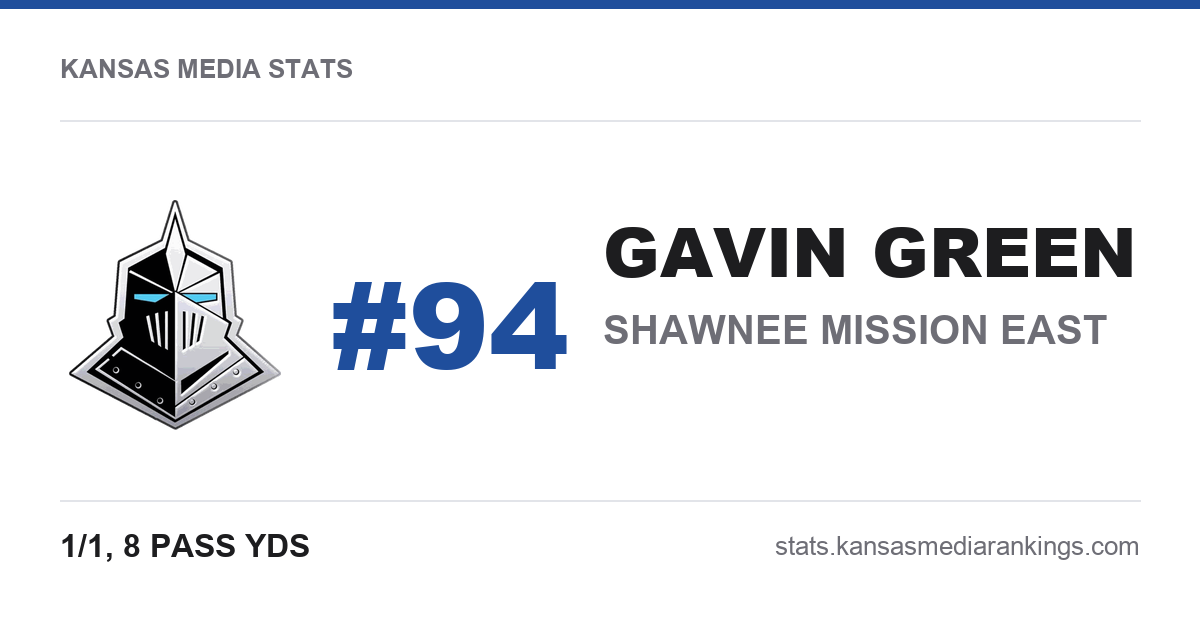 KANSAS MEDIA STATS
#94
GAVIN GREEN
SHAWNEE MISSION EAST
1/1, 8 PASS YDS
stats.kansasmediarankings.com